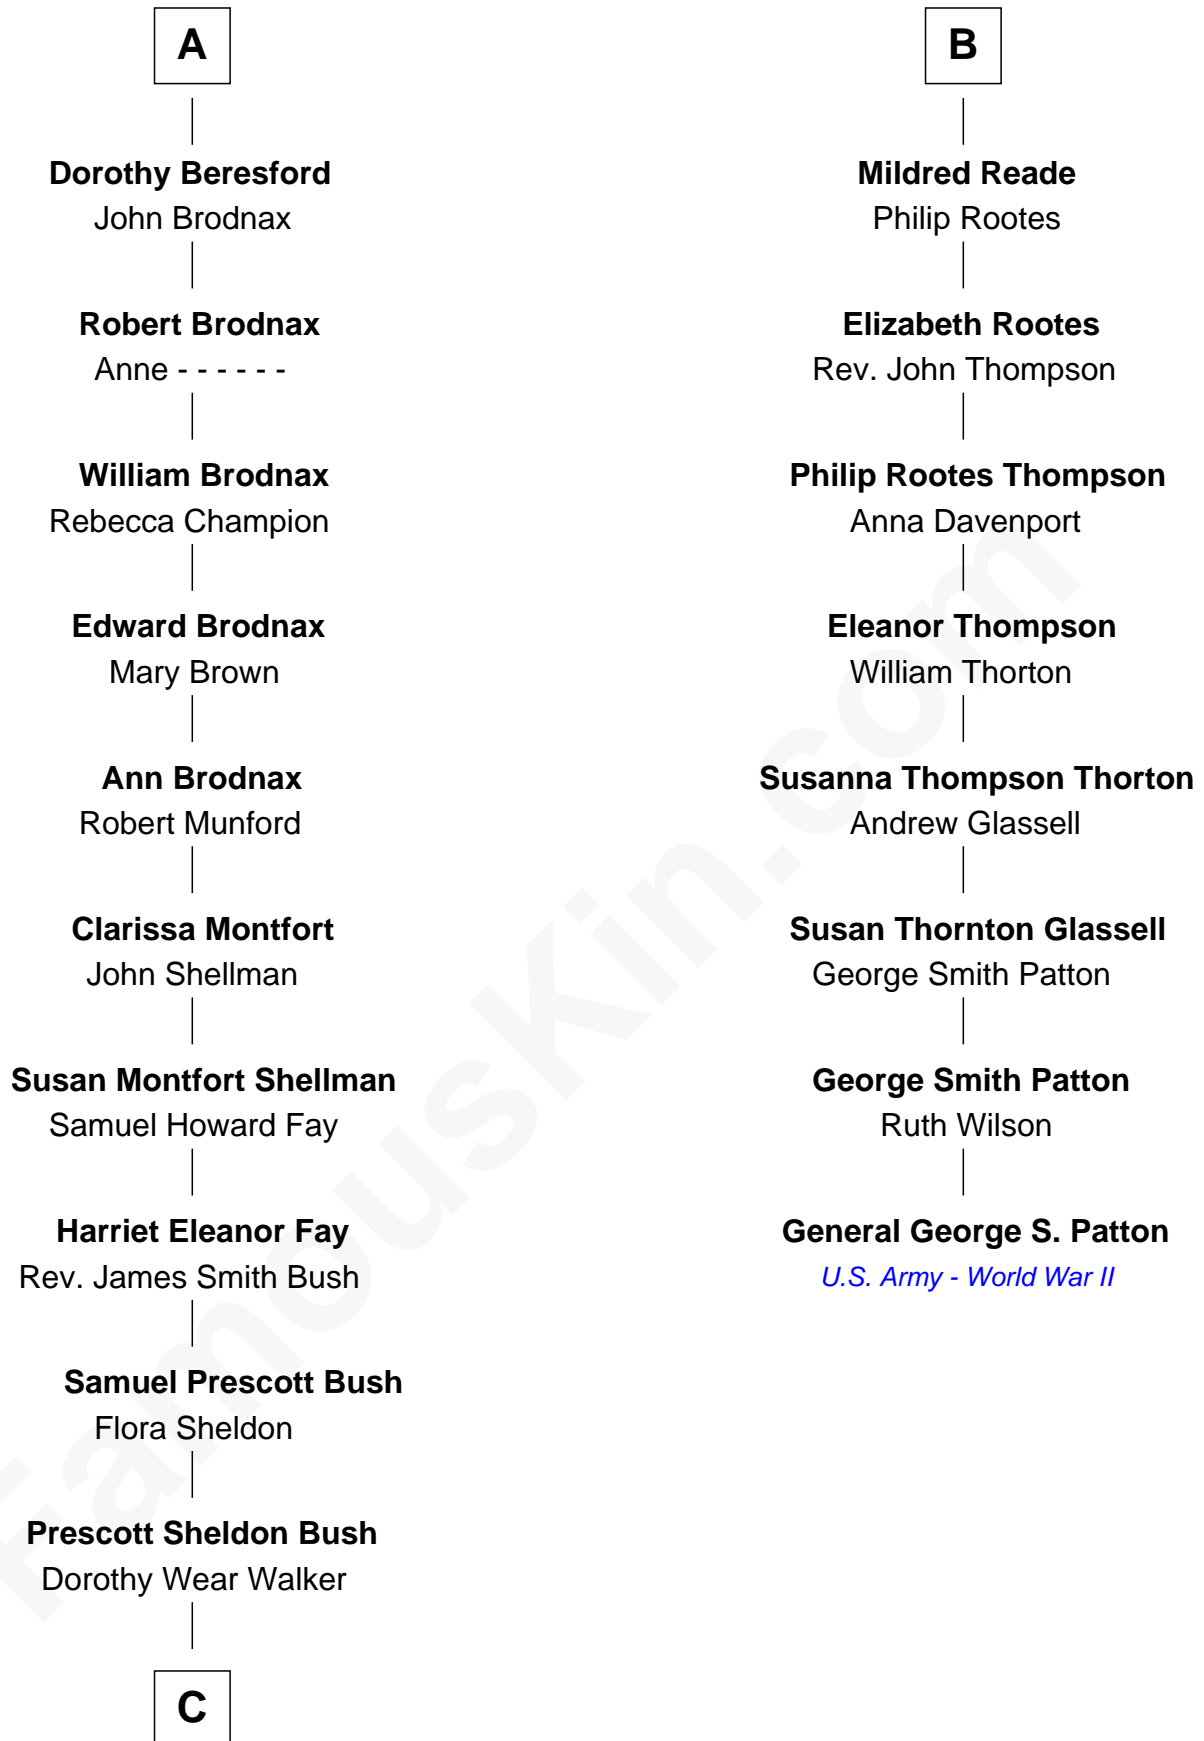 A
Dorothy Beresford
John Brodnax
Robert Brodnax
Anne - - - - - -
William Brodnax
Rebecca Champion
Edward Brodnax
Mary Brown
Ann Brodnax
Robert Munford
Clarissa Montfort
John Shellman
Susan Montfort Shellman
Samuel Howard Fay
Harriet Eleanor Fay
Rev. James Smith Bush
Samuel Prescott Bush
Flora Sheldon
Prescott Sheldon Bush
Dorothy Wear Walker
C
B
Mildred Reade
Philip Rootes
Elizabeth Rootes
Rev. John Thompson
Philip Rootes Thompson
Anna Davenport
Eleanor Thompson
William Thorton
Susanna Thompson Thorton
Andrew Glassell
Susan Thornton Glassell
George Smith Patton
George Smith Patton
Ruth Wilson
General George S. Patton
U.S. Army - World War II
FamousKin.com